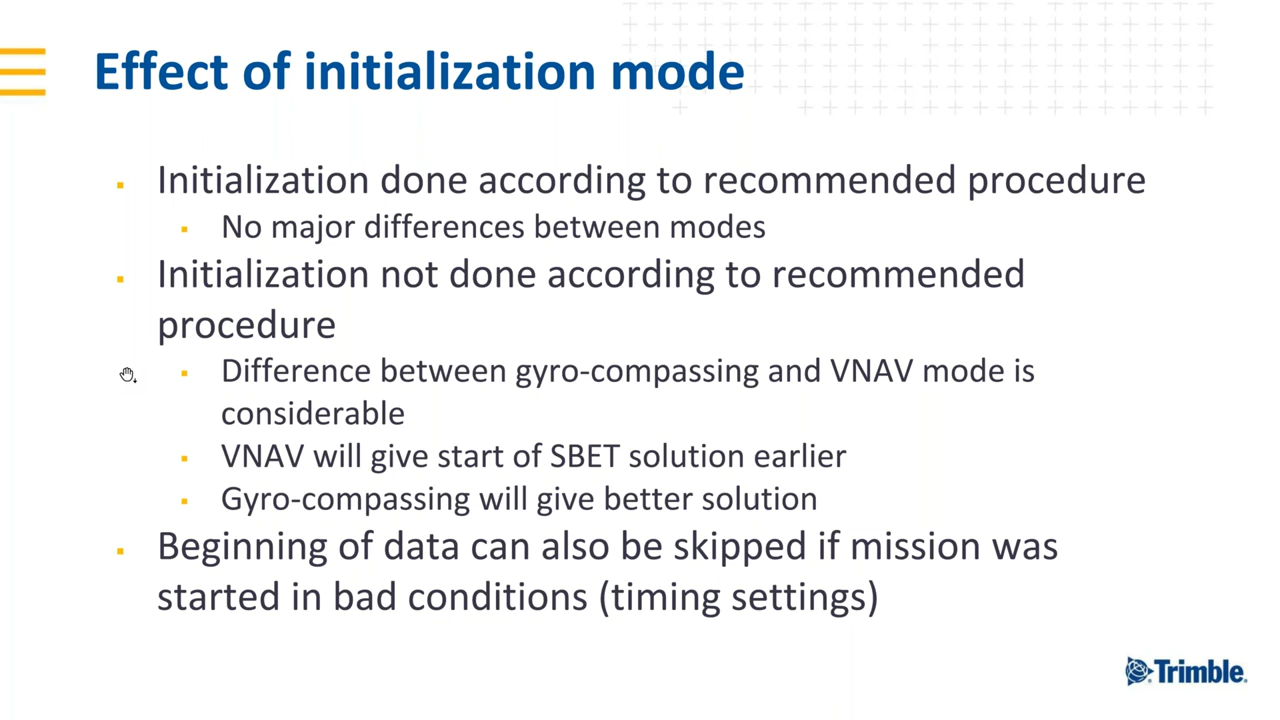 Effect of initialization mode
Initialization done according to recommended procedure
No major differences between modes
Initialization not done according to recommended
procedure
Difference between gyro-compassing and VNAV mode is
considerable
VNAV will give start of SBET solution earlier
Gyro-compassing will give better solution
Beginning of data can also be skipped if mission was
started in bad conditions (timing settings)
Trimble.